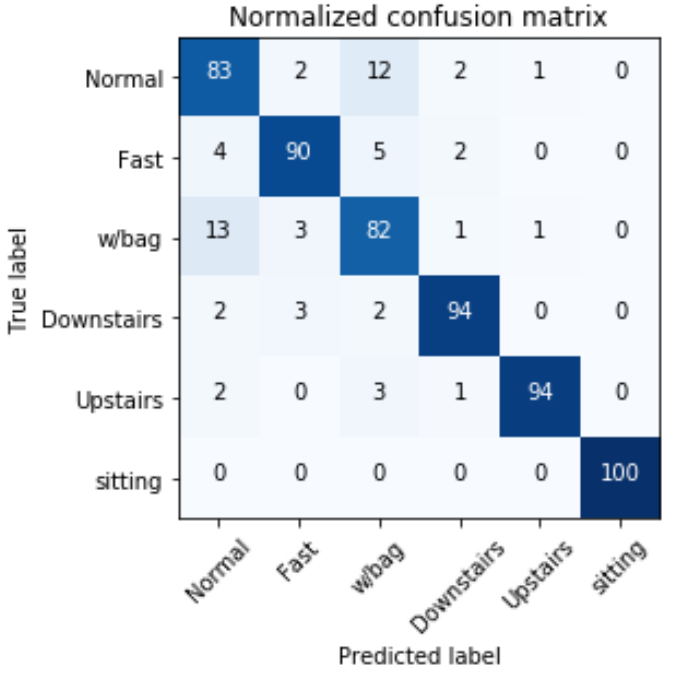 Normalized confusion matrix
Normal 83 2 12 2 1 0
Fast 4 90 5 2 0 0
w/bag 13 3 82 1 1 0
Downstairs 2 3 2 94 0 0
Upstairs 2 0 3 1 94 0
sitting 0 0 0 0 0 100
True label
Normal Fast w/bag Downstairs Upstairs sitting
Predicted label